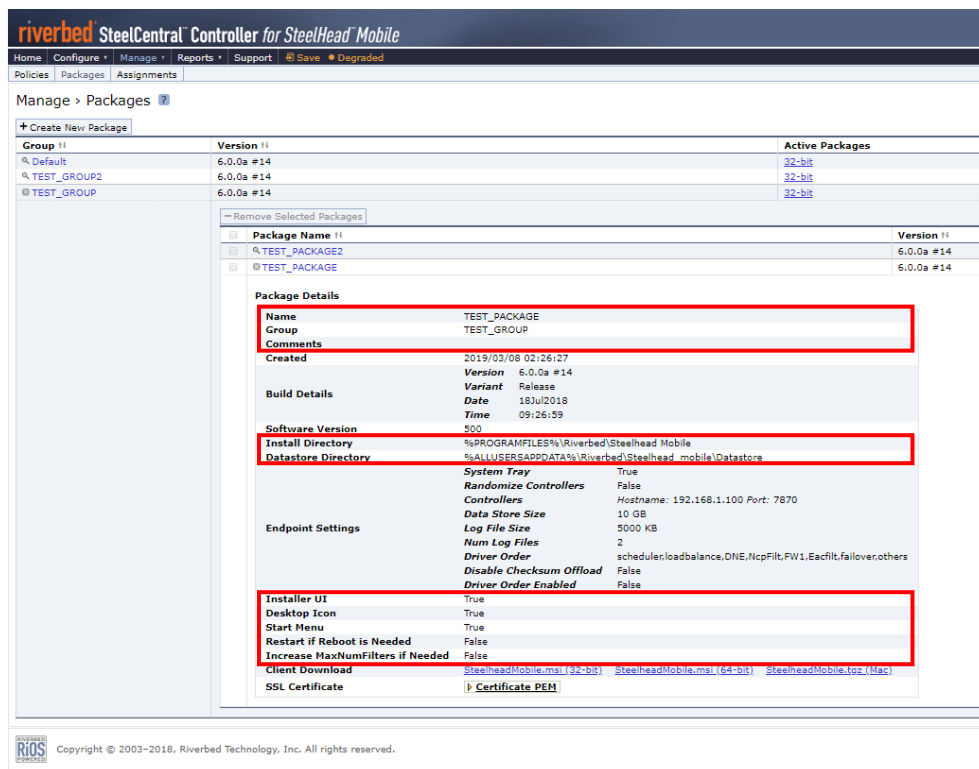 riverbed SteelCentral™ Controller for SteelHead™ Mobile
Home Configure Manage Reports Support Save Degraded
Policies Packages Assignments
Manage › Packages ?
+ Create New Package
Group Version Active Packages
Default 6.0.0a #14 32-bit
TEST_GROUP2 6.0.0a #14 32-bit
TEST_GROUP 6.0.0a #14 32-bit
Remove Selected Packages
Package Name Version
TEST_PACKAGE2 6.0.0a #14
TEST_PACKAGE 6.0.0a #14
Package Details
Name TEST_PACKAGE
Group TEST_GROUP
Comments
Created 2019/03/08 02:26:27
Version 6.0.0a #14
Variant Release
Build Details
Date 18Jul2018
Time 09:26:59
Software Version 500
Install Directory %PROGRAMFILES%\Riverbed\Steelhead Mobile
Datastore Directory %ALLUSERSAPPDATA%\Riverbed\Steelhead_mobile\Datastore
System Tray True
Randomize Controllers False
Controllers Hostname: 192.168.1.100 Port: 7870
Data Store Size 10 GB
Endpoint Settings Log File Size 5000 KB
Num Log Files 2
Driver Order scheduler,loadbalance,DNE,NcpFilt,FW1,Eacfilt,failover,others
Disable Checksum Offload False
Driver Order Enabled False
Installer UI True
Desktop Icon True
Start Menu True
Restart if Reboot is Needed False
Increase MaxNumFilters if Needed False
Client Download SteelheadMobile.msi (32-bit) SteelheadMobile.msi (64-bit) SteelheadMobile.tgz (Mac)
SSL Certificate Certificate PEM
RIVERBED
RiOS
POWERED
Copyright © 2003-2018, Riverbed Technology, Inc. All rights reserved.